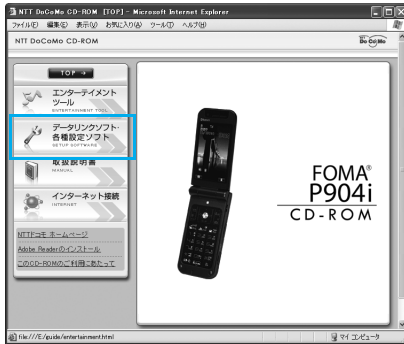 NTT DoCoMo CD-ROM [TOP] - Microsoft Internet Explorer
ファイル(F) 編集(E) 表示(V) お気に入り(A) ツール(T) ヘルプ(H)
NTT DoCoMo CD-ROM
DoCoMo
TOP
エンターテイメント
ツール
ENTERTAINMENT TOOL
データリンクソフト・
各種設定ソフト
SETUP SOFTWARE
取扱説明書
MANUAL
インターネット接続
INTERNET
NTTドコモ ホームページ
Adobe Readerのインストール
このCD-ROMのご利用にあたって
FOMA®
P904i
CD-ROM
file:///E:/guide/entertainment.html
マイ コンピュータ